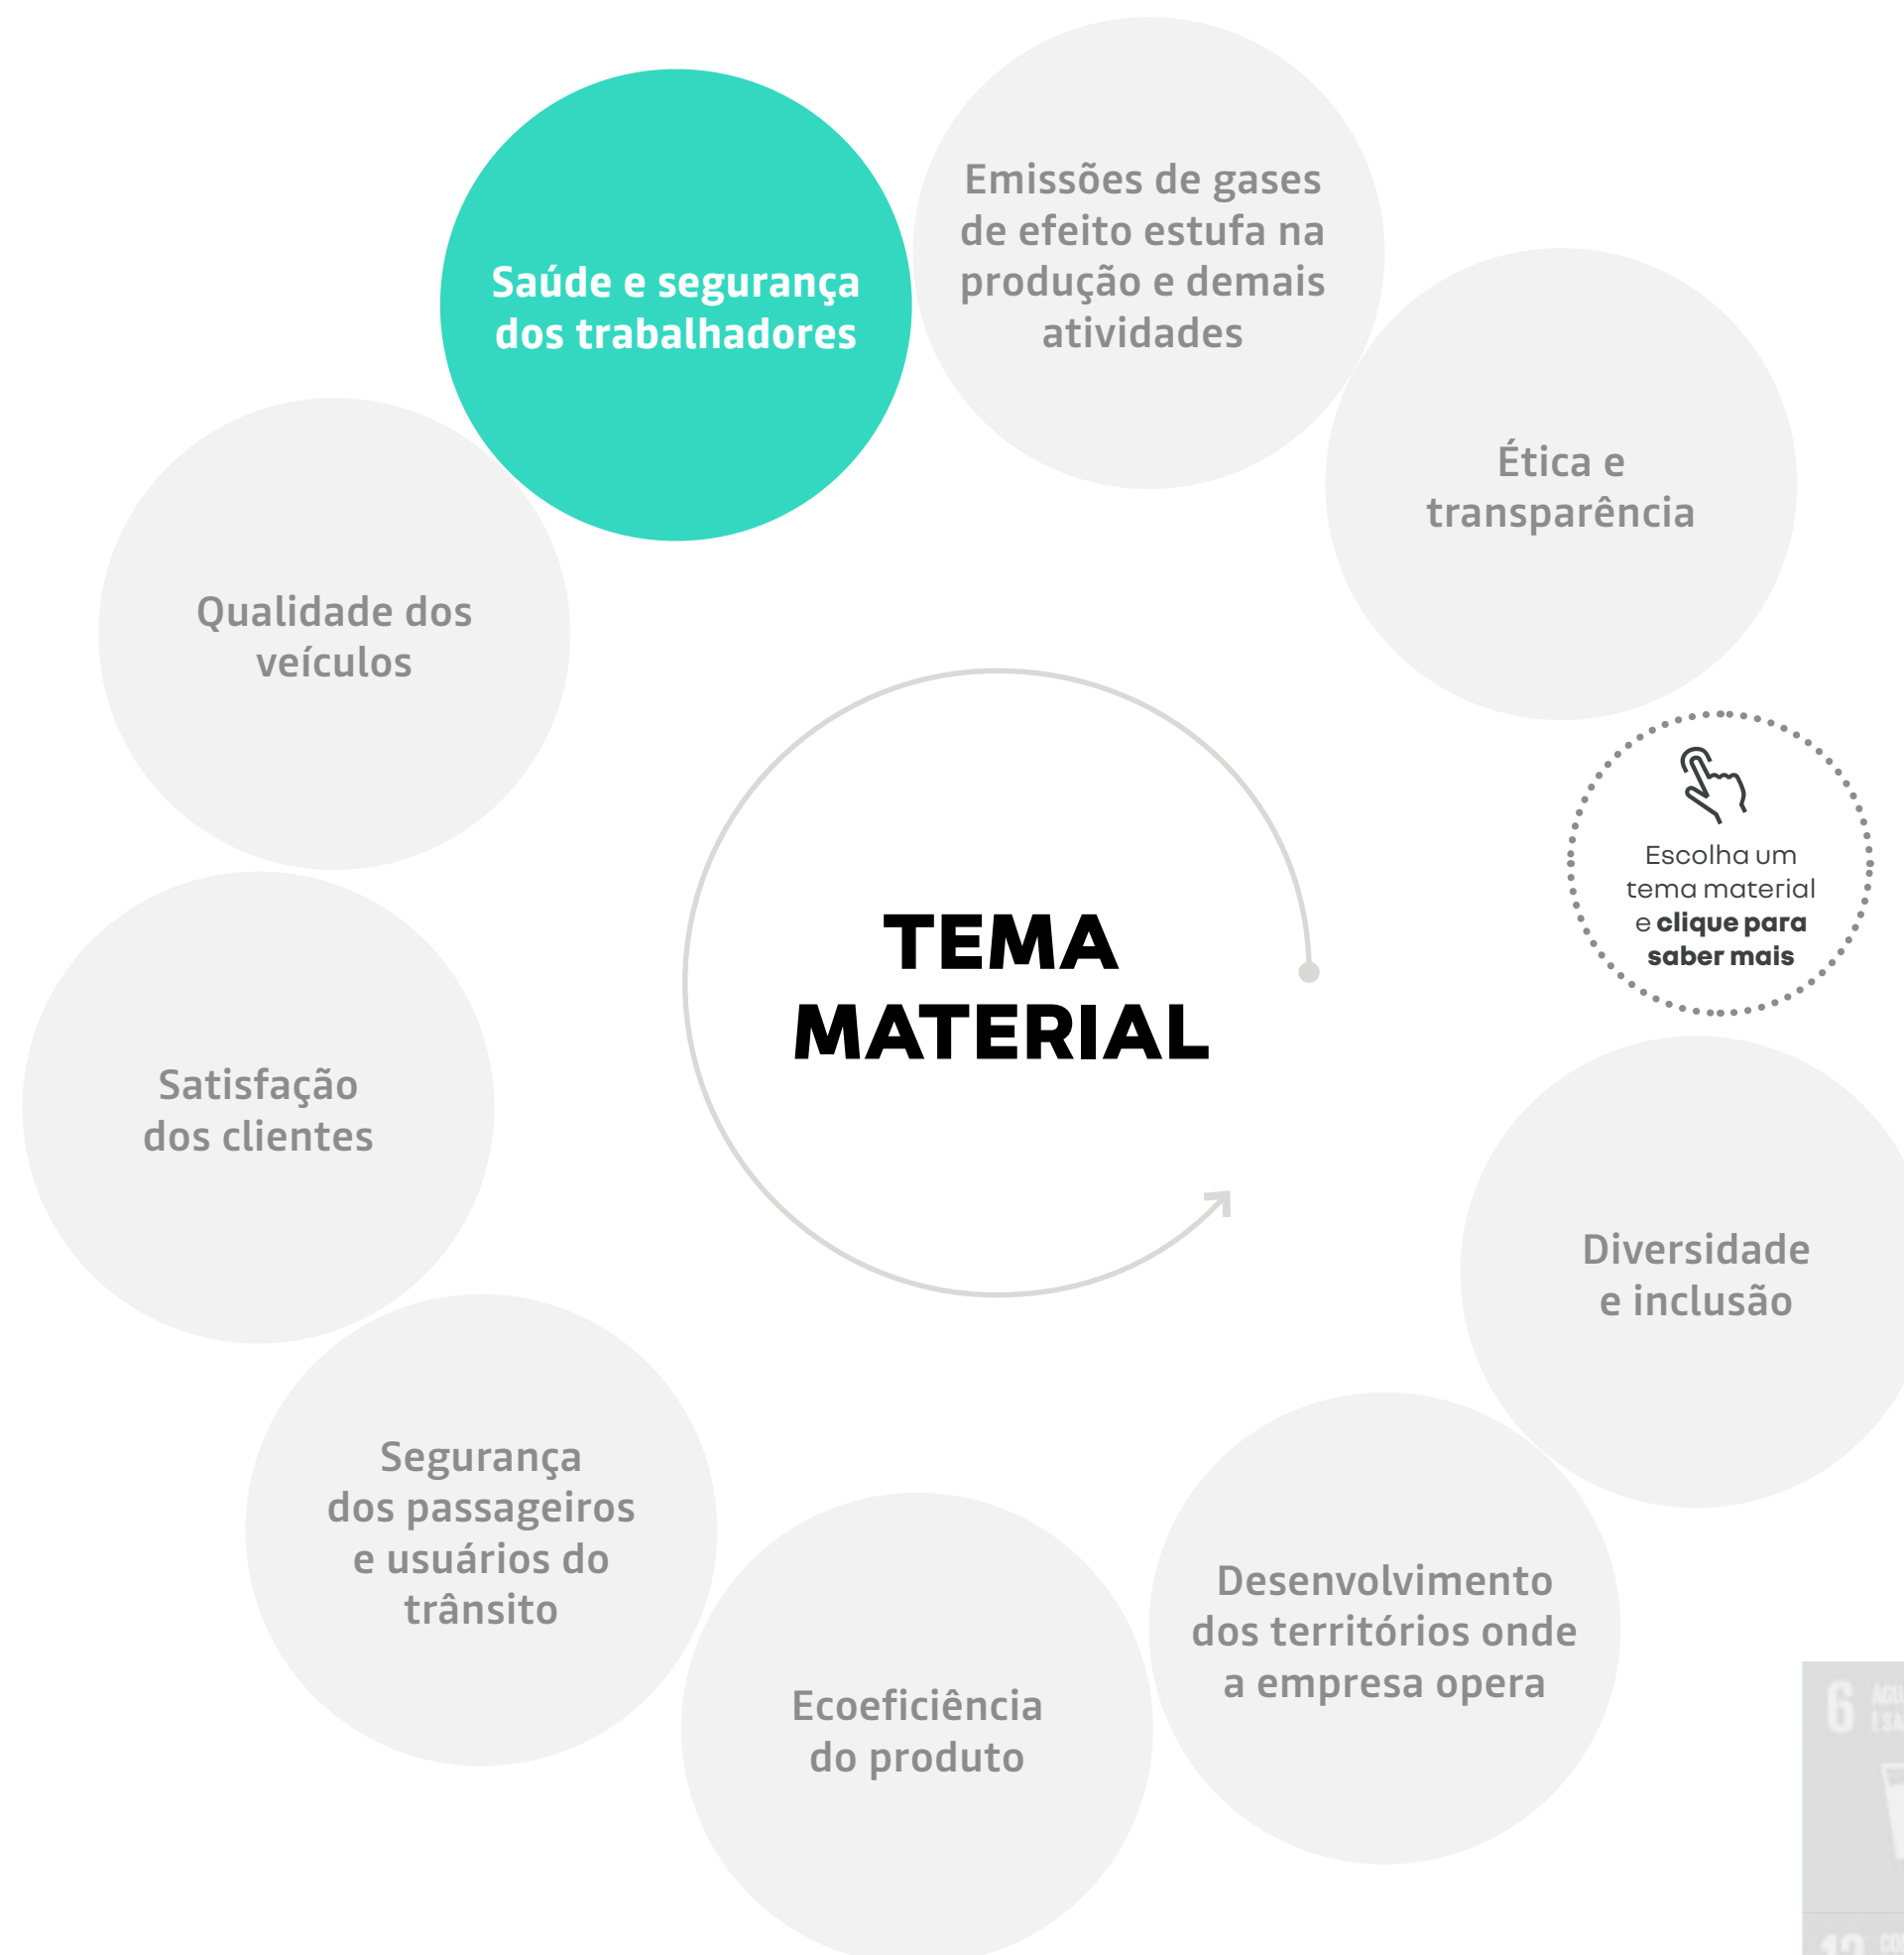 Saúde e segurança
dos trabalhadores
Emissões de gases
de efeito estufa na
produção e demais
atividades
Ética e
transparência
Qualidade dos
veículos
Escolha um
tema material
e clique para
saber mais
TEMA
MATERIAL
Satisfação
dos clientes
Diversidade
e inclusão
Segurança
dos passageiros
e usuários do
trânsito
Desenvolvimento
dos territórios onde
a empresa opera
Ecoeficiência
do produto
6